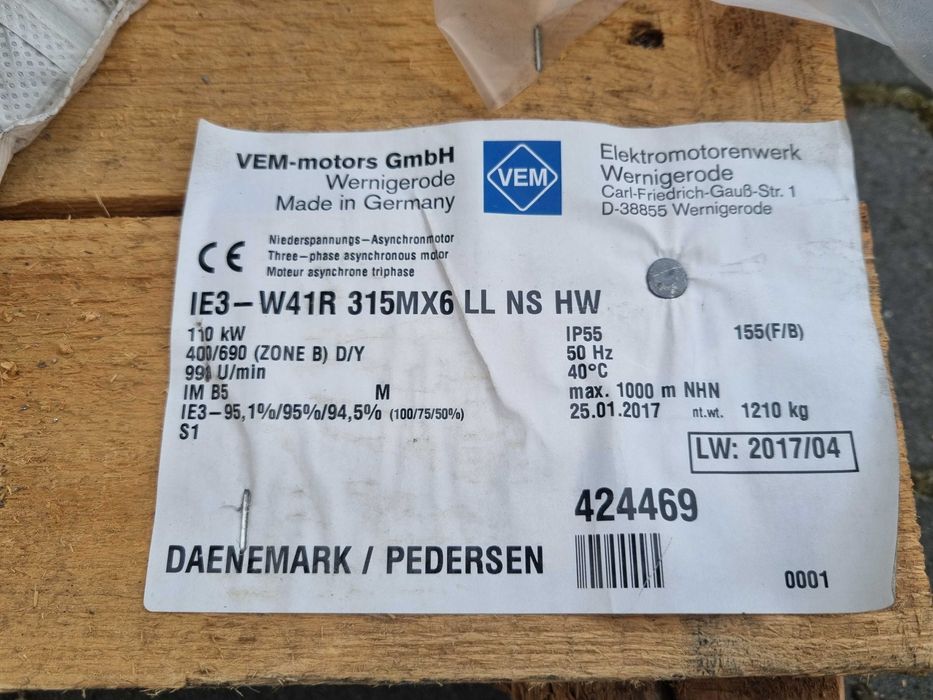 VEM-motors GmbH
Wernigerode
Made in Germany
VEM
Elektromotorenwerk
Wernigerode
Carl-Friedrich-Gauß-Str. 1
D-38855 Wernigerode
CE
Niederspannungs-Asynchronmotor
Three-phase asynchronous motor
Moteur asynchrone triphase
IE3-W41R 315MX6 LL NS HW
110 kW IP55 155(F/B)
400/690 (ZONE B) D/Y 50 Hz
U/min 40°C
IM B5 M max. 1000 m NHN
IE3-95,1%/95%/94,5% (100/75/50%) 25.01.2017 nt.wt. 1210 kg
S1
LW: 2017/04
424469
DAENEMARK / PEDERSEN
0001